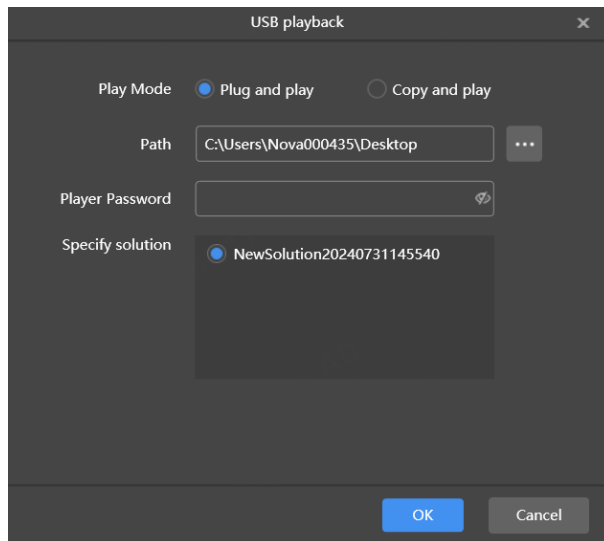 USB playback
Play Mode Plug and play Copy and play
Path C:\Users\Nova000435\Desktop ...
Player Password
Specify solution NewSolution20240731145540
OK Cancel